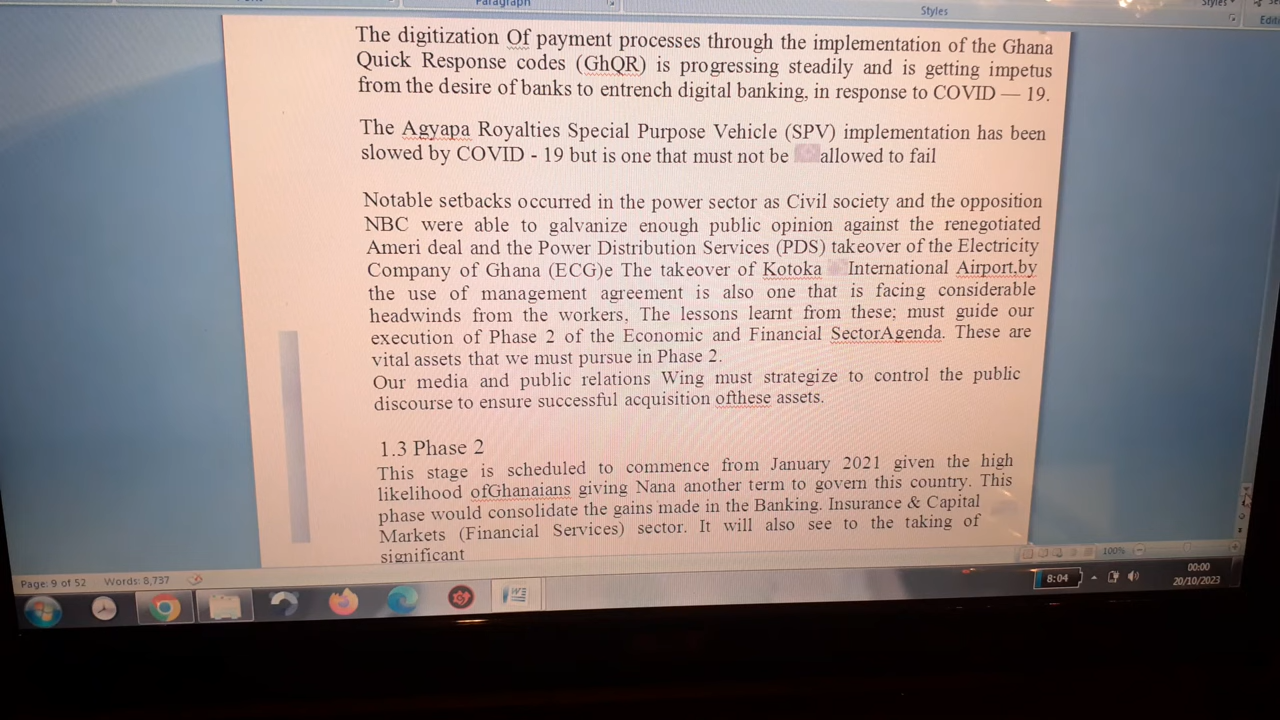 Paragraph
Styles
Styles
The digitization Of payment processes through the implementation of the Ghana
Quick Response codes (GhQR) is progressing steadily and is getting impetus
from the desire of banks to entrench digital banking, in response to COVID — 19.
The Agyapa Royalties Special Purpose Vehicle (SPV) implementation has been
slowed by COVID - 19 but is one that must not be allowed to fail
Notable setbacks occurred in the power sector as Civil society and the opposition
NBC were able to galvanize enough public opinion against the renegotiated
Ameri deal and the Power Distribution Services (PDS) takeover of the Electricity
Company of Ghana (ECG)e The takeover of Kotoka International Airport,by
the use of management agreement is also one that is facing considerable
headwinds from the workers, The lessons learnt from these; must guide our
execution of Phase 2 of the Economic and Financial SectorAgenda. These are
vital assets that we must pursue in Phase 2.
Our media and public relations Wing must strategize to control the public
discourse to ensure successful acquisition ofthese assets.
1.3 Phase 2
This stage is scheduled to commence from January 2021 given the high
likelihood ofGhanaians giving Nana another term to govern this country. This
phase would consolidate the gains made in the Banking. Insurance & Capital
Markets (Financial Services) sector. It will also see to the taking of
significant
100%
Page: 9 of 52 Words: 8,737
8:04
00:00
20/10/2023